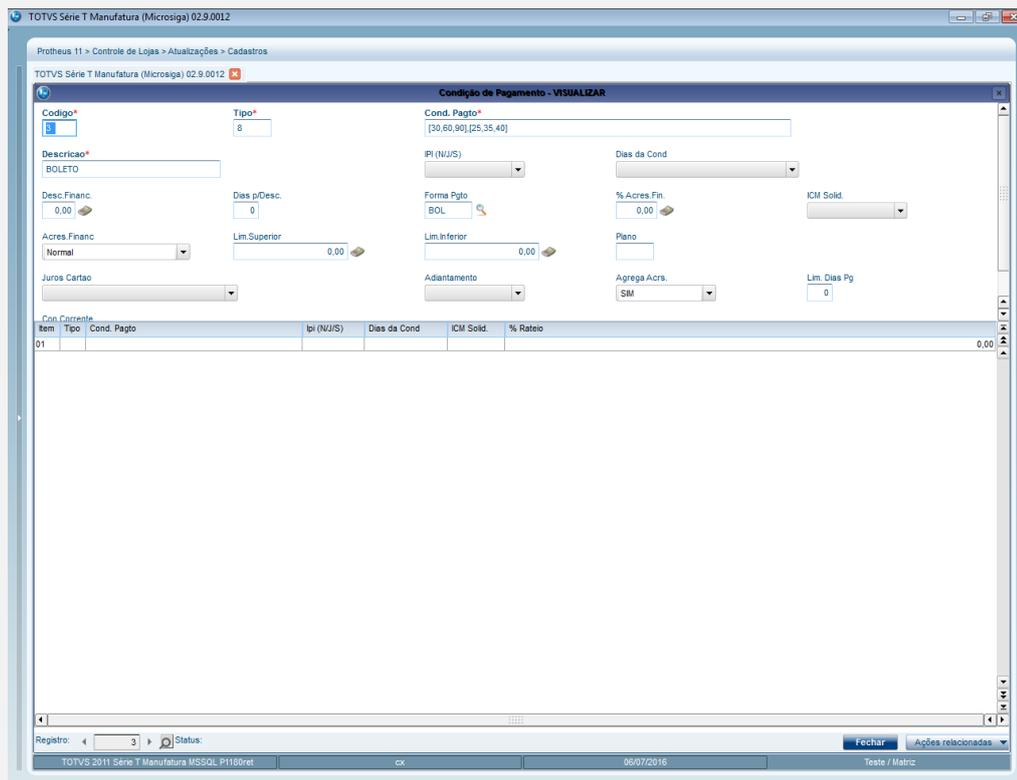 TOTVS Série T Manufatura (Microsiga) 02.9.0012
Protheus 11 > Controle de Lojas > Atualizações > Cadastros
TOTVS Série T Manufatura (Microsiga) 02.9.0012
Condição de Pagamento - VISUALIZAR
Codigo* Tipo* Cond. Pagto*
3 8 [30,60,90],[25,35,40]
Descricao* IPI (N/J/S) Dias da Cond
BOLETO
Desc.Financ. Dias p/Desc. Forma Pgto % Acres.Fin. ICM Solid.
0,00 0 BOL 0,00
Acres.Financ Lim.Superior Lim.Inferior Plano
Normal 0,00 0,00
Juros Cartao Adiantamento Agrega Acrs. Lim. Dias Pg
SIM 0
Con Corrente
Item Tipo Cond. Pagto Ipi (N/J/S) Dias da Cond ICM Solid. % Rateio
01 0,00
Registro: 3 Status: Fechar Ações relacionadas
TOTVS 2011 Série T Manufatura MSSQL P1180ret cx 06/07/2016 Teste / Matriz